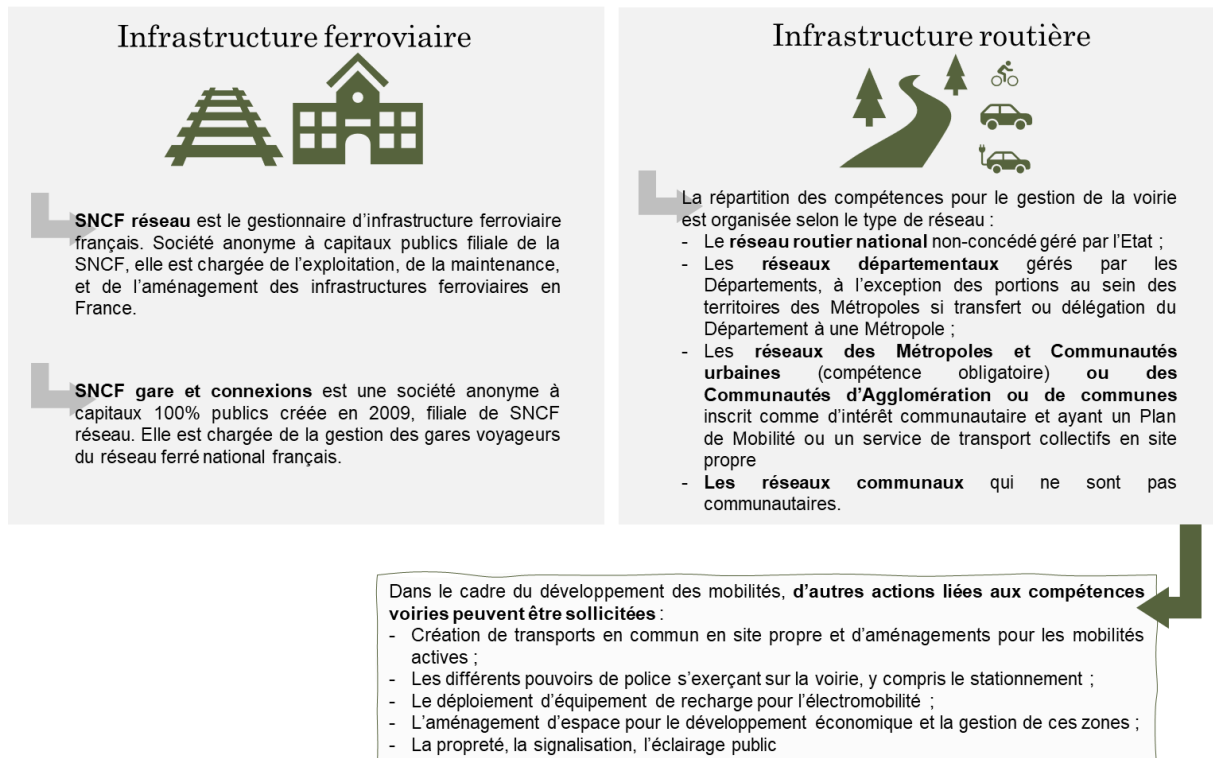 Infrastructure ferroviaire
SNCF réseau est le gestionnaire d’infrastructure ferroviaire
français. Société anonyme à capitaux publics filiale de la
SNCF, elle est chargée de l’exploitation, de la maintenance,
et de l’aménagement des infrastructures ferroviaires en
France.
SNCF gare et connexions est une société anonyme à
capitaux 100% publics créée en 2009, filiale de SNCF
réseau. Elle est chargée de la gestion des gares voyageurs
du réseau ferré national français.
Infrastructure routière
La répartition des compétences pour le gestion de la voirie
est organisée selon le type de réseau :
- Le réseau routier national non-concédé géré par l’Etat ;
- Les réseaux départementaux gérés par les
Départements, à l’exception des portions au sein des
territoires des Métropoles si transfert ou délégation du
Département à une Métropole ;
- Les réseaux des Métropoles et Communautés
urbaines (compétence obligatoire) ou des
Communautés d’Agglomération ou de communes
inscrit comme d’intérêt communautaire et ayant un Plan
de Mobilité ou un service de transport collectifs en site
propre
- Les réseaux communaux qui ne sont pas
communautaires.
Dans le cadre du développement des mobilités, d’autres actions liées aux compétences
voiries peuvent être sollicitées :
- Création de transports en commun en site propre et d’aménagements pour les mobilités
actives ;
- Les différents pouvoirs de police s’exerçant sur la voirie, y compris le stationnement ;
- Le déploiement d’équipement de recharge pour l’électromobilité ;
- L’aménagement d’espace pour le développement économique et la gestion de ces zones ;
- La propreté, la signalisation, l’éclairage public